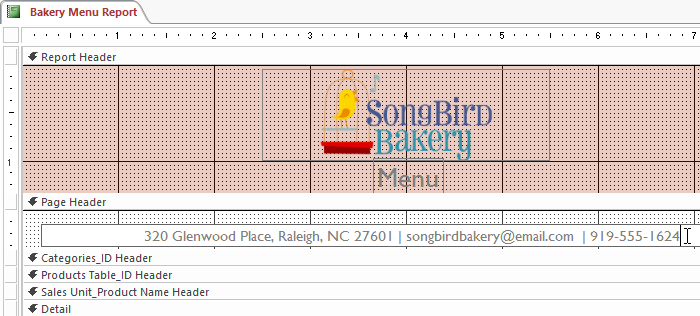 Bakery Menu Report
1 2 3 4 5 6 7
Report Header
SongBird
Bakery
1
Menu
Page Header
320 Glenwood Place, Raleigh, NC 27601 | songbirdbakery@email.com | 919-555-1624
Categories_ID Header
Products Table_ID Header
Sales Unit_Product Name Header
Detail